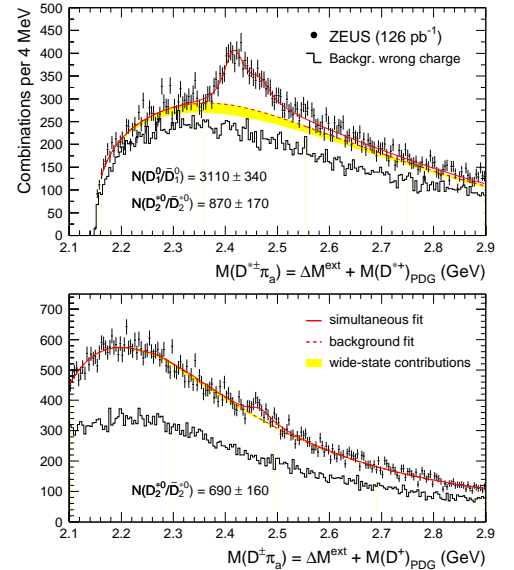 Combinations per 4 MeV
500
450
400
350
300
250
200
150
100
50
0
ZEUS (126 pb⁻¹)
Backgr. wrong charge
N(D₁⁰/D̄₁⁰) = 3110 ± 340
N(D₂*⁰/D̄₂*⁰) = 870 ± 170
2.1 2.2 2.3 2.4 2.5 2.6 2.7 2.8 2.9
M(D*±πₐ) = ΔMᵉˣᵗ + M(D*⁺)PDG (GeV)
700
600
500
400
300
200
100
0
simultaneous fit
background fit
wide-state contributions
N(D₂*⁰/D̄₂*⁰) = 690 ± 160
2.1 2.2 2.3 2.4 2.5 2.6 2.7 2.8 2.9
M(D±πₐ) = ΔMᵉˣᵗ + M(D⁺)PDG (GeV)